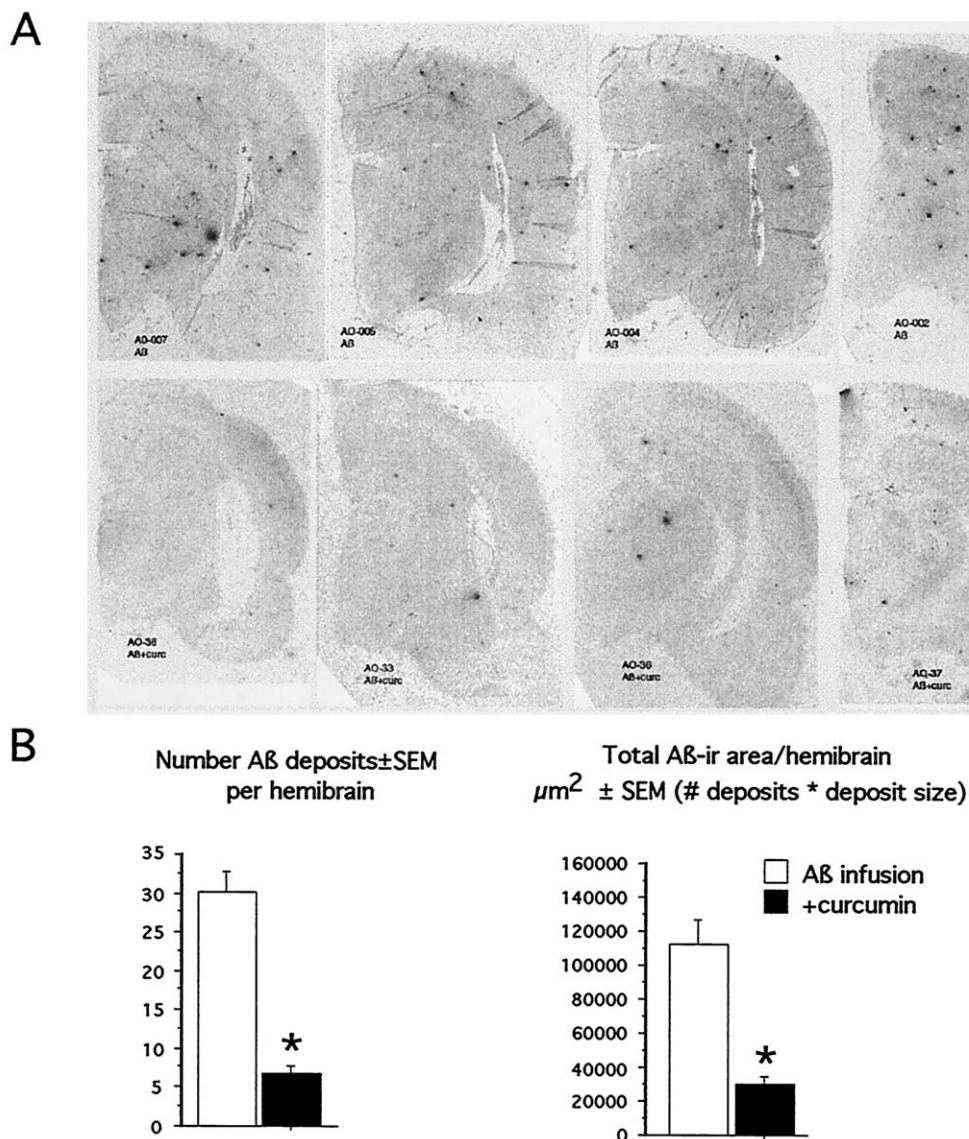 A
AO-007
Aß
AO-005
Aß
AO-004
Aß
AO-002
Aß
AO-38
Aß+curc
AO-33
Aß+curc
AO-36
Aß+curc
AO-37
Aß+curc
B
Number Aß deposits±SEM
per hemibrain
35
30
25
20
15
10
5
0
*
Total Aß-ir area/hemibrain
µm² ± SEM (# deposits * deposit size)
160000
140000
120000
100000
80000
60000
40000
20000
0
*
Aß infusion
+curcumin